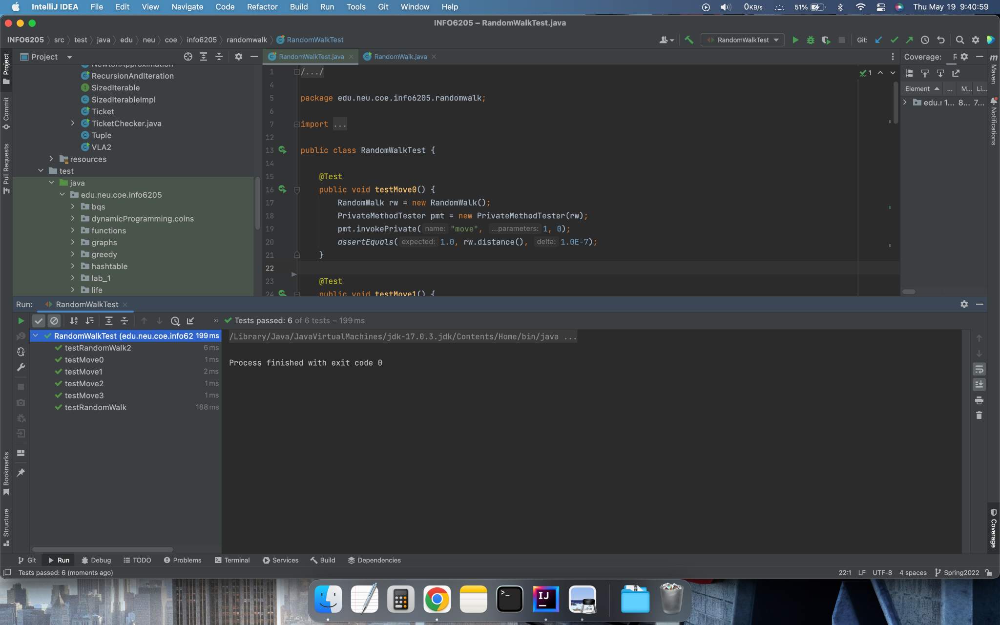 IntelliJ IDEA File Edit View Navigate Code Refactor Build Run Tools Git Window Help 0KB/s 51% Thu May 19 9:40:59
INFO6205 – RandomWalkTest.java
INFO6205 src test java edu neu coe info6205 randomwalk RandomWalkTest RandomWalkTest Git:
Project RandomWalkTest.java RandomWalk.java Coverage: R
Project
Commit
Pull Requests
NewtonApproximation
RecursionAndIteration
SizedIterable
SizedIterableImpl
Ticket
TicketChecker.java
Tuple
VLA2
resources
test
java
edu.neu.coe.info6205
bqs
dynamicProgramming.coins
functions
graphs
greedy
hashtable
lab_1
life
1 /.../
4
5 package edu.neu.coe.info6205.randomwalk;
6
7 import ...
12
13 public class RandomWalkTest {
14
15 @Test
16 public void testMove0() {
17 RandomWalk rw = new RandomWalk();
18 PrivateMethodTester pmt = new PrivateMethodTester(rw);
19 pmt.invokePrivate( name: "move", ...parameters: 1, 0);
20 assertEquals( expected: 1.0, rw.distance(), delta: 1.0E-7);
21 }
22
23 @Test
24 public void testMove1() {
1
Element ... M... Li...
edu.r 1... 8... 7...
m
Maven
Notifications
Run: RandomWalkTest
Tests passed: 6 of 6 tests – 199 ms
RandomWalkTest (edu.neu.coe.info62 199 ms
testRandomWalk2 6 ms
testMove0 1 ms
testMove1 2 ms
testMove2 1 ms
testMove3 1 ms
testRandomWalk 188 ms
/Library/Java/JavaVirtualMachines/jdk-17.0.3.jdk/Contents/Home/bin/java ...
Process finished with exit code 0
Bookmarks
Structure
Coverage
Git Run Debug TODO Problems Terminal Services Build Dependencies
Tests passed: 6 (moments ago) 22:1 LF UTF-8 4 spaces Spring2022
>_
IJ